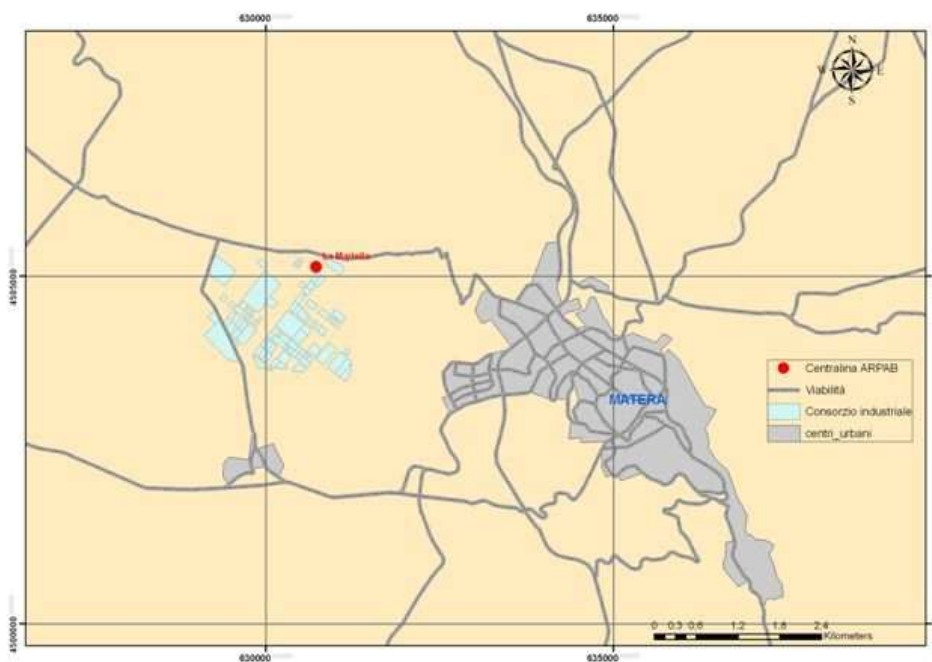 630000
635000
N
W
E
S
La Martella
4505000
Centralina ARPAB
Viabilità
MATERA
Consorzio industriale
centri_urbani
4500000
0 0.3 0.6 1.2 1.8 2.4
Kilometers
630000
635000